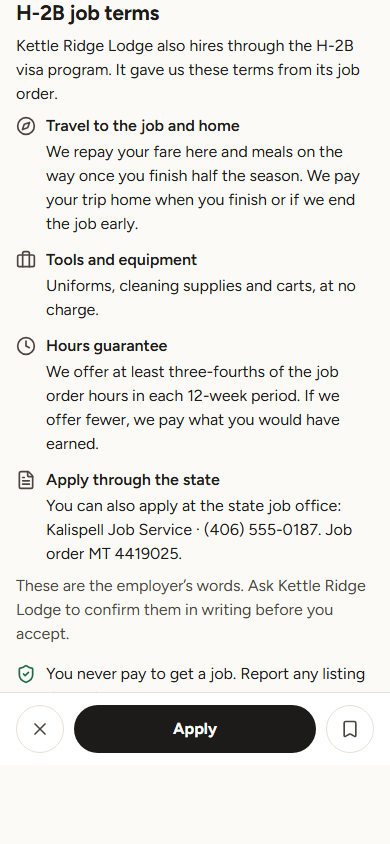 H-2B job terms
Kettle Ridge Lodge also hires through the H-2B
visa program. It gave us these terms from its job
order.
Travel to the job and home
We repay your fare here and meals on the
way once you finish half the season. We pay
your trip home when you finish or if we end
the job early.
Tools and equipment
Uniforms, cleaning supplies and carts, at no
charge.
Hours guarantee
We offer at least three-fourths of the job
order hours in each 12-week period. If we
offer fewer, we pay what you would have
earned.
Apply through the state
You can also apply at the state job office:
Kalispell Job Service · (406) 555-0187. Job
order MT 4419025.
These are the employer’s words. Ask Kettle Ridge
Lodge to confirm them in writing before you
accept.
You never pay to get a job. Report any listing
Apply